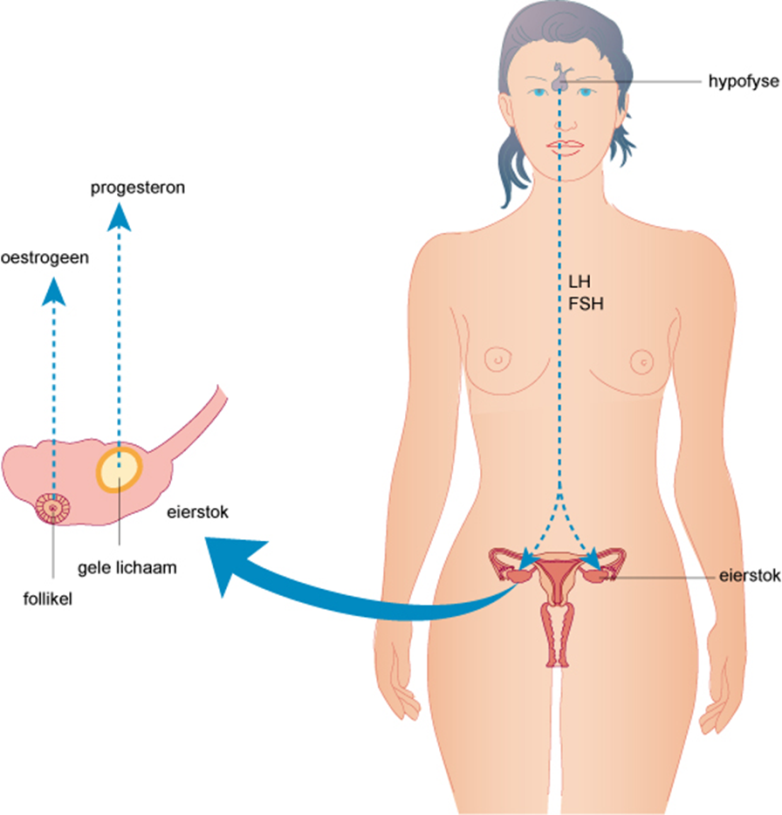 hypofyse
progesteron
oestrogeen
LH
FSH
eierstok
gele lichaam
follikel
eierstok